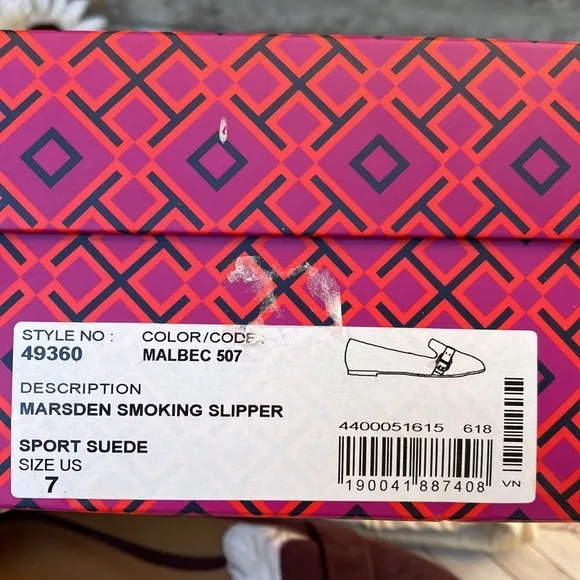 STYLE NO : COLOR/CODE :
49360 MALBEC 507
DESCRIPTION
MARSDEN SMOKING SLIPPER
SPORT SUEDE
SIZE US
7
4400051615 618
190041 887408
VN